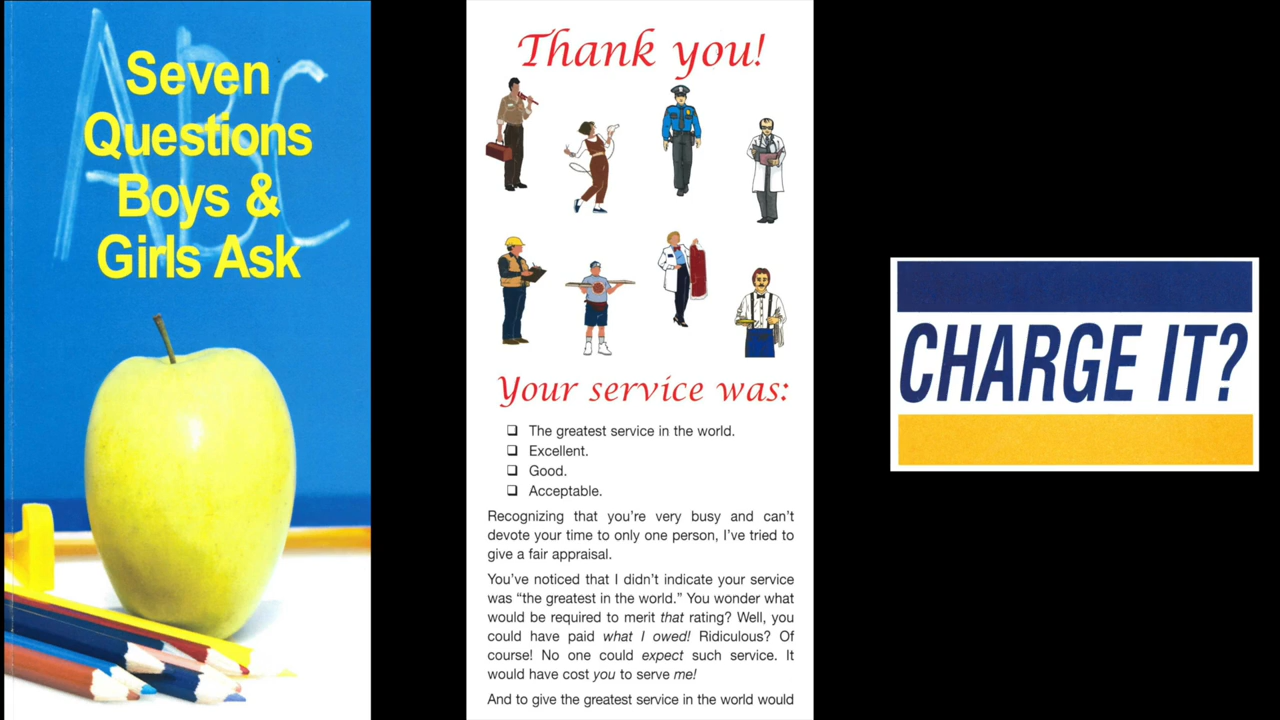 ABC
Seven
Questions
Boys &
Girls Ask
Thank you!
Your service was:
❑ The greatest service in the world.
❑ Excellent.
❑ Good.
❑ Acceptable.
Recognizing that you’re very busy and can’t
devote your time to only one person, I’ve tried to
give a fair appraisal.
You’ve noticed that I didn’t indicate your service
was “the greatest in the world.” You wonder what
would be required to merit that rating? Well, you
could have paid what I owed! Ridiculous? Of
course! No one could expect such service. It
would have cost you to serve me!
And to give the greatest service in the world would
CHARGE IT?